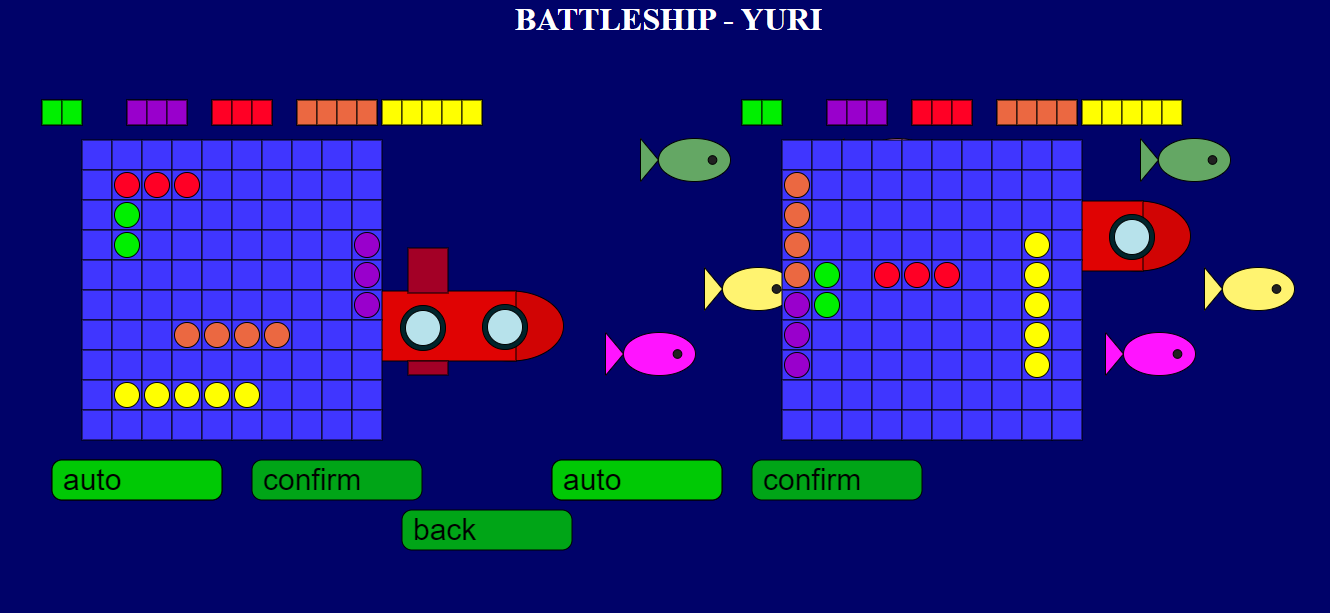 BATTLESHIP - YURI
auto
confirm
auto
confirm
back